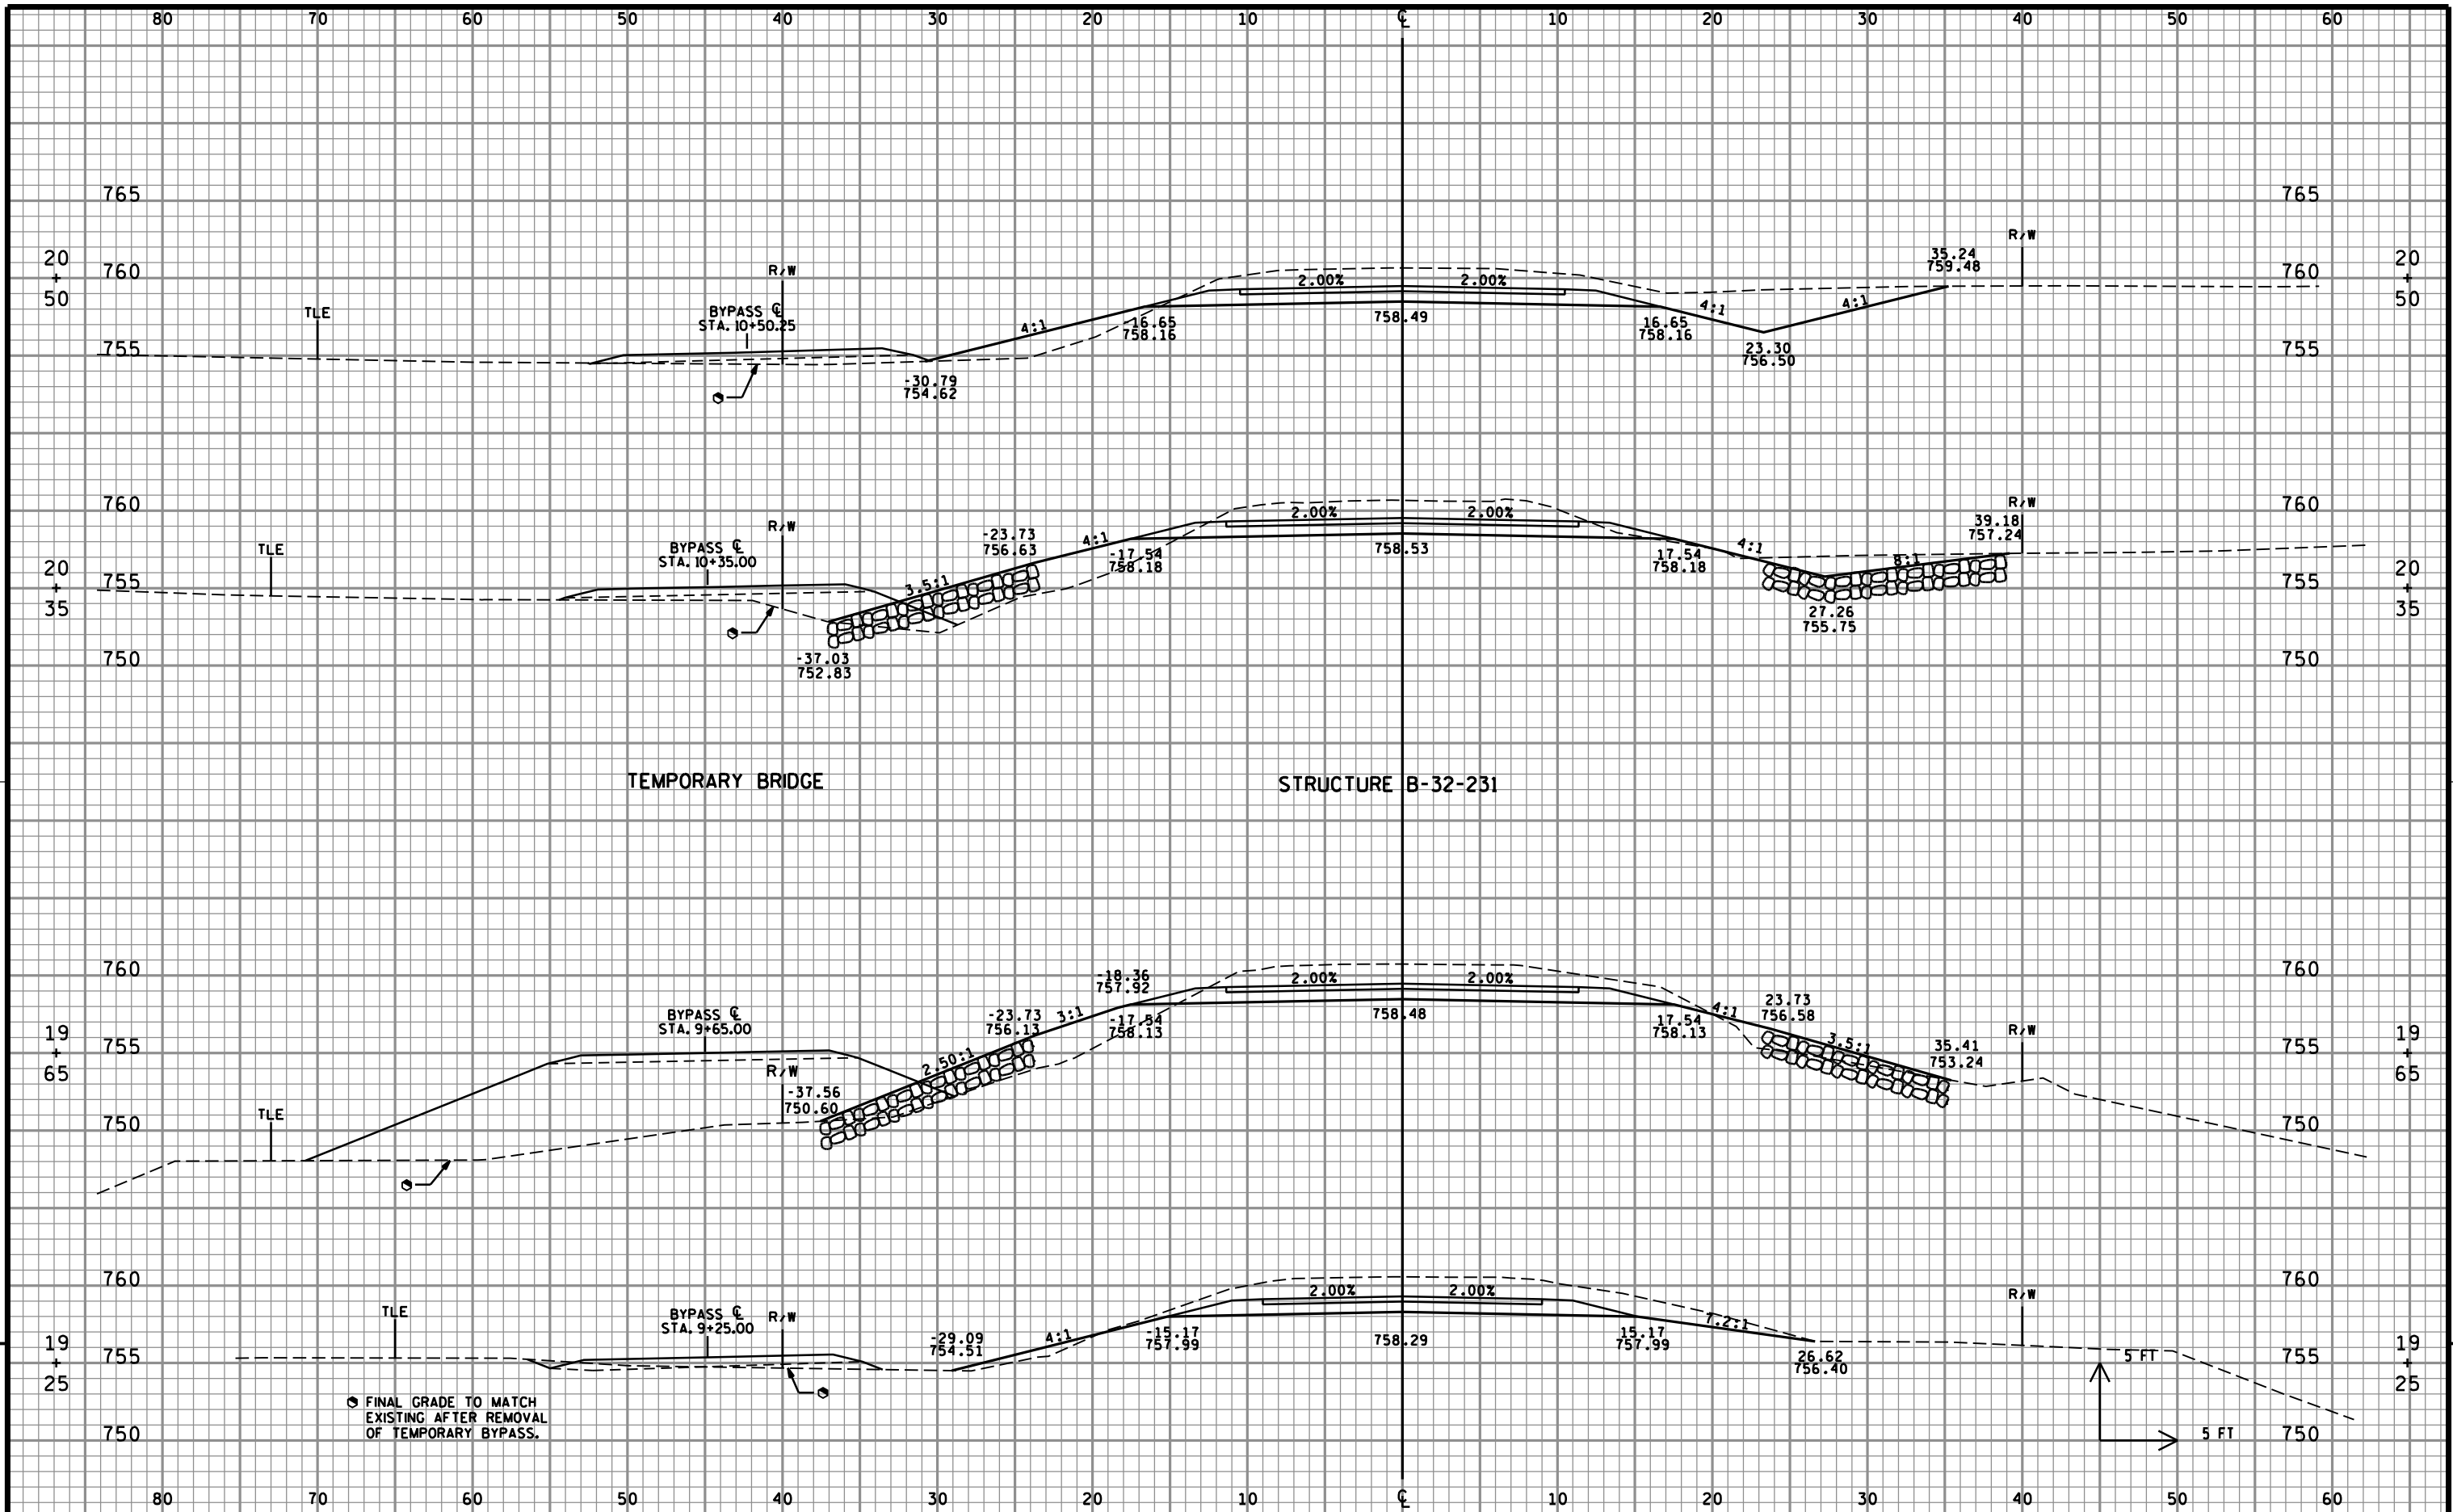 80 70 60 50 40 30 20 10 ℄ 10 20 30 40 50 60
765 765
R/W
20 + 50
760 760
20 + 50
35.24
759.48
R/W
2.00% 2.00%
TLE
BYPASS ℄
STA. 10+50.25
4:1
16.65
758.16
758.49
16.65
758.16
4:1
4:1
755 755
23.30
756.50
-30.79
754.62
760 760
R/W
2.00% 2.00%
39.18
757.24
R/W
TLE
BYPASS ℄
STA. 10+35.00
-23.73
756.63
4:1
-17.54
758.18
758.53
17.54
758.18
4:1
8:1
20 + 35
755 755
20 + 35
3.5:1
27.26
755.75
750 750
-37.03
752.83
TEMPORARY BRIDGE
STRUCTURE B-32-231
760 760
-18.36
757.92
2.00% 2.00%
BYPASS ℄
STA. 9+65.00
-23.73
756.13
3:1
-17.54
758.13
758.48
17.54
758.13
4:1
23.73
756.58
3.5:1
35.41
753.24
R/W
19 + 65
755 755
19 + 65
2.50:1
R/W
-37.56
750.60
TLE
750 750
760 760
2.00% 2.00%
R/W
TLE
BYPASS ℄
STA. 9+25.00
R/W
-29.09
754.51
4:1
-15.17
757.99
758.29
15.17
757.99
7.2:1
26.62
756.40
19 + 25
755 755
19 + 25
5 FT
FINAL GRADE TO MATCH
EXISTING AFTER REMOVAL
OF TEMPORARY BYPASS.
750 750
5 FT
80 70 60 50 40 30 20 10 ℄ 10 20 30 40 50 60